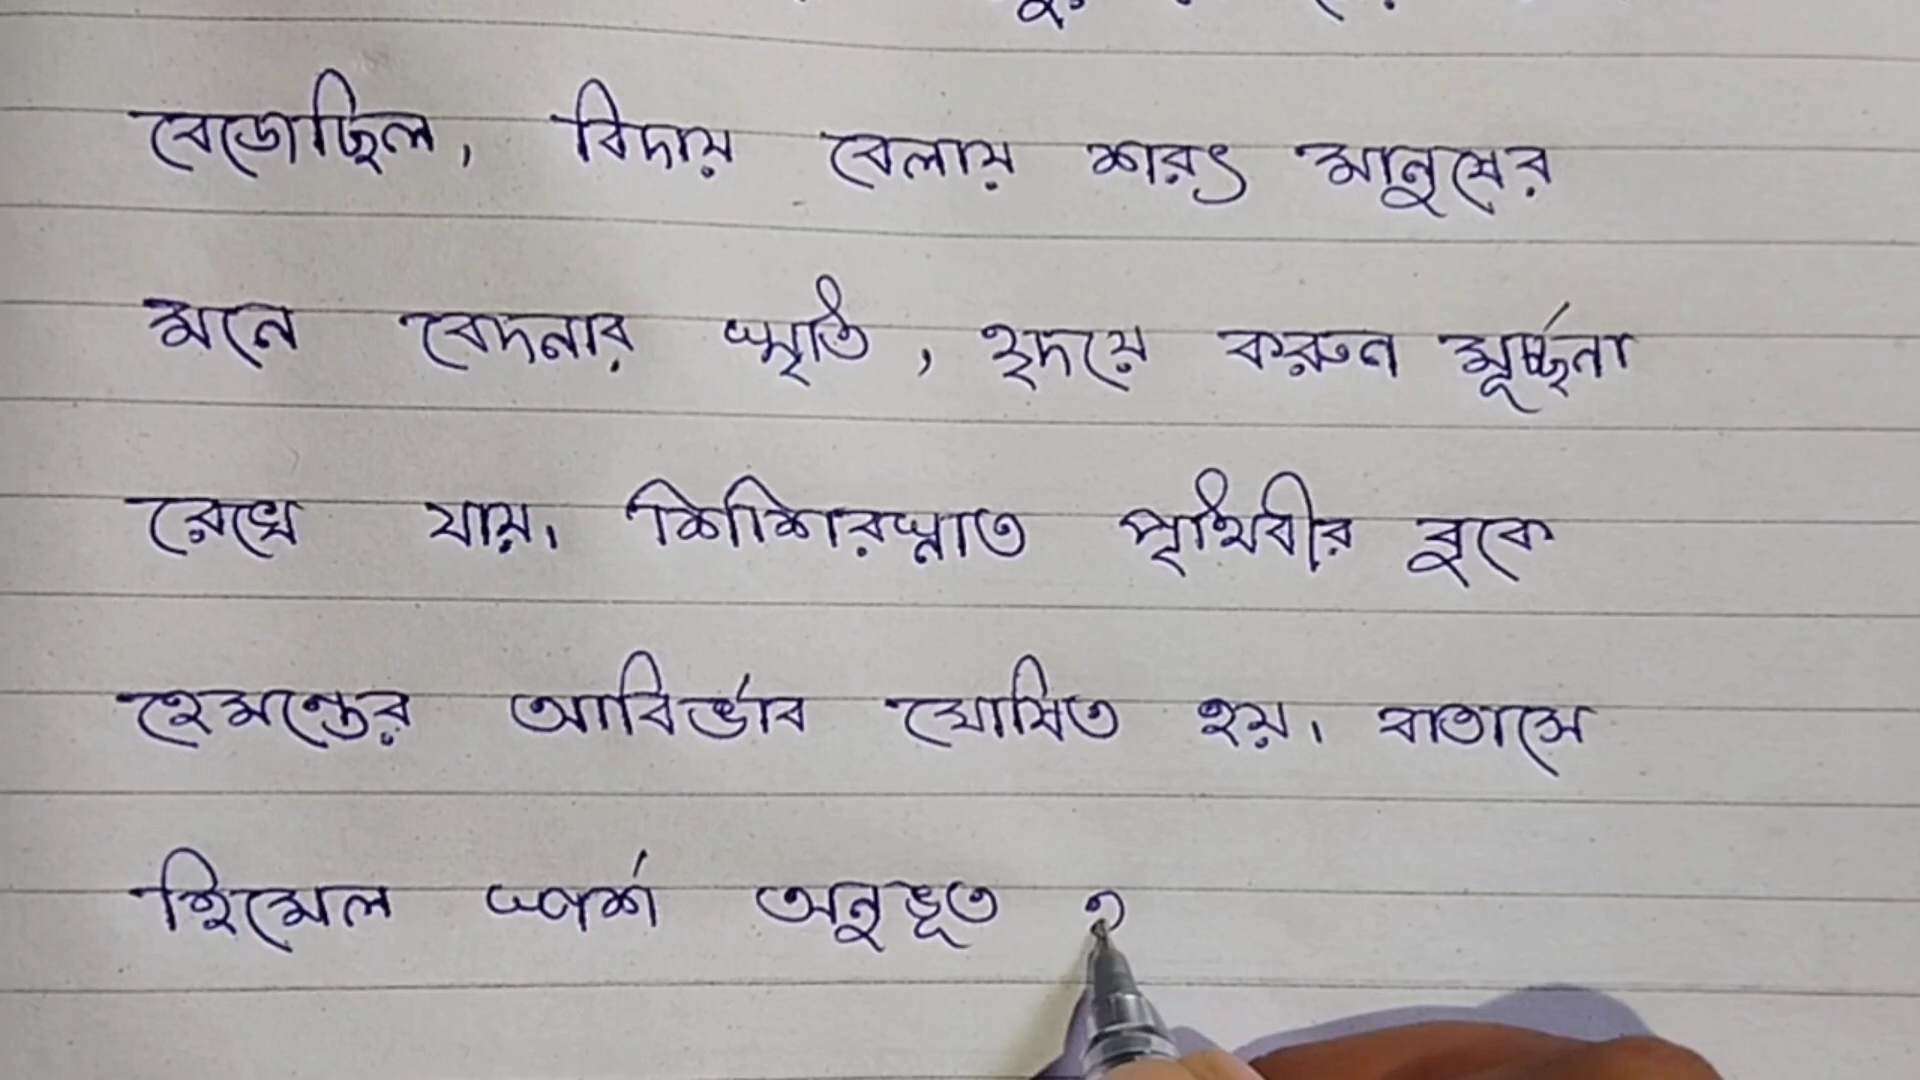 বেজেছিল, বিদায় বেলায় শরৎ মানুষের
মনে বেদনার স্মৃতি, হৃদয়ে করুন মূর্চ্ছনা
রেখে যায়। শিশিরস্নাত পৃথিবীর বুকে
হেমন্তের আবির্ভাব ঘোষিত হয়। বাতাসে
হিমেল স্পর্শ অনুভূত